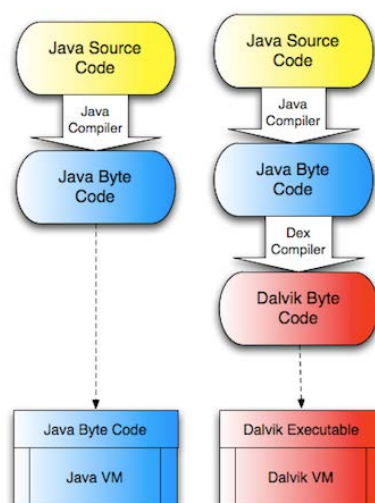 Java Source
Code
Java
Compiler
Java Byte
Code
Java Byte Code
Java VM
Java Source
Code
Java
Compiler
Java Byte
Code
Dex
Compiler
Dalvik Byte
Code
Dalvik Executable
Dalvik VM